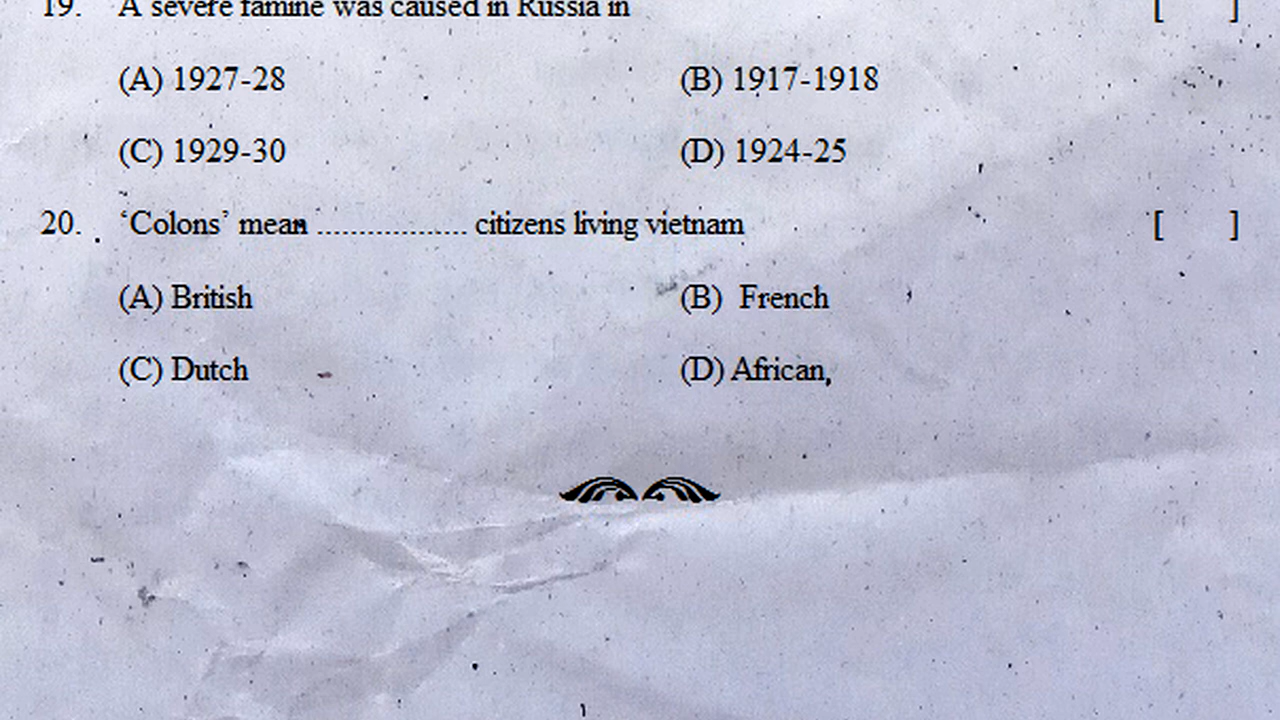 19. A severe famine was caused in Russia in [ ]
(A) 1927-28 (B) 1917-1918
(C) 1929-30 (D) 1924-25
20. ‘Colons’ mean .................. citizens living vietnam [ ]
(A) British (B) French
(C) Dutch (D) African,